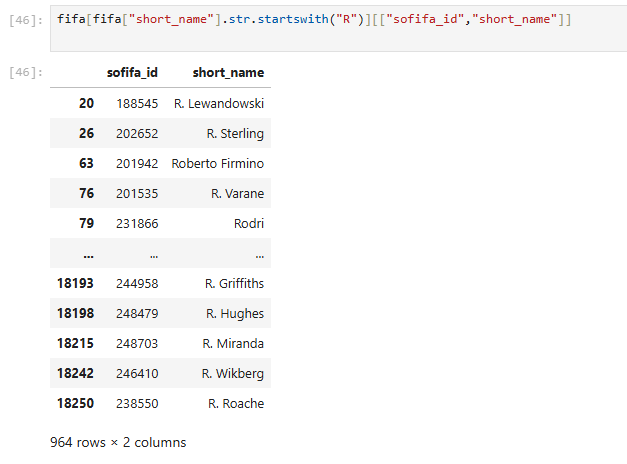 [46]: fifa[fifa["short_name"].str.startswith("R")][["sofifa_id","short_name"]]
[46]:
sofifa_id short_name
20 188545 R. Lewandowski
26 202652 R. Sterling
63 201942 Roberto Firmino
76 201535 R. Varane
79 231866 Rodri
... ... ...
18193 244958 R. Griffiths
18198 248479 R. Hughes
18215 248703 R. Miranda
18242 246410 R. Wikberg
18250 238550 R. Roache
964 rows × 2 columns